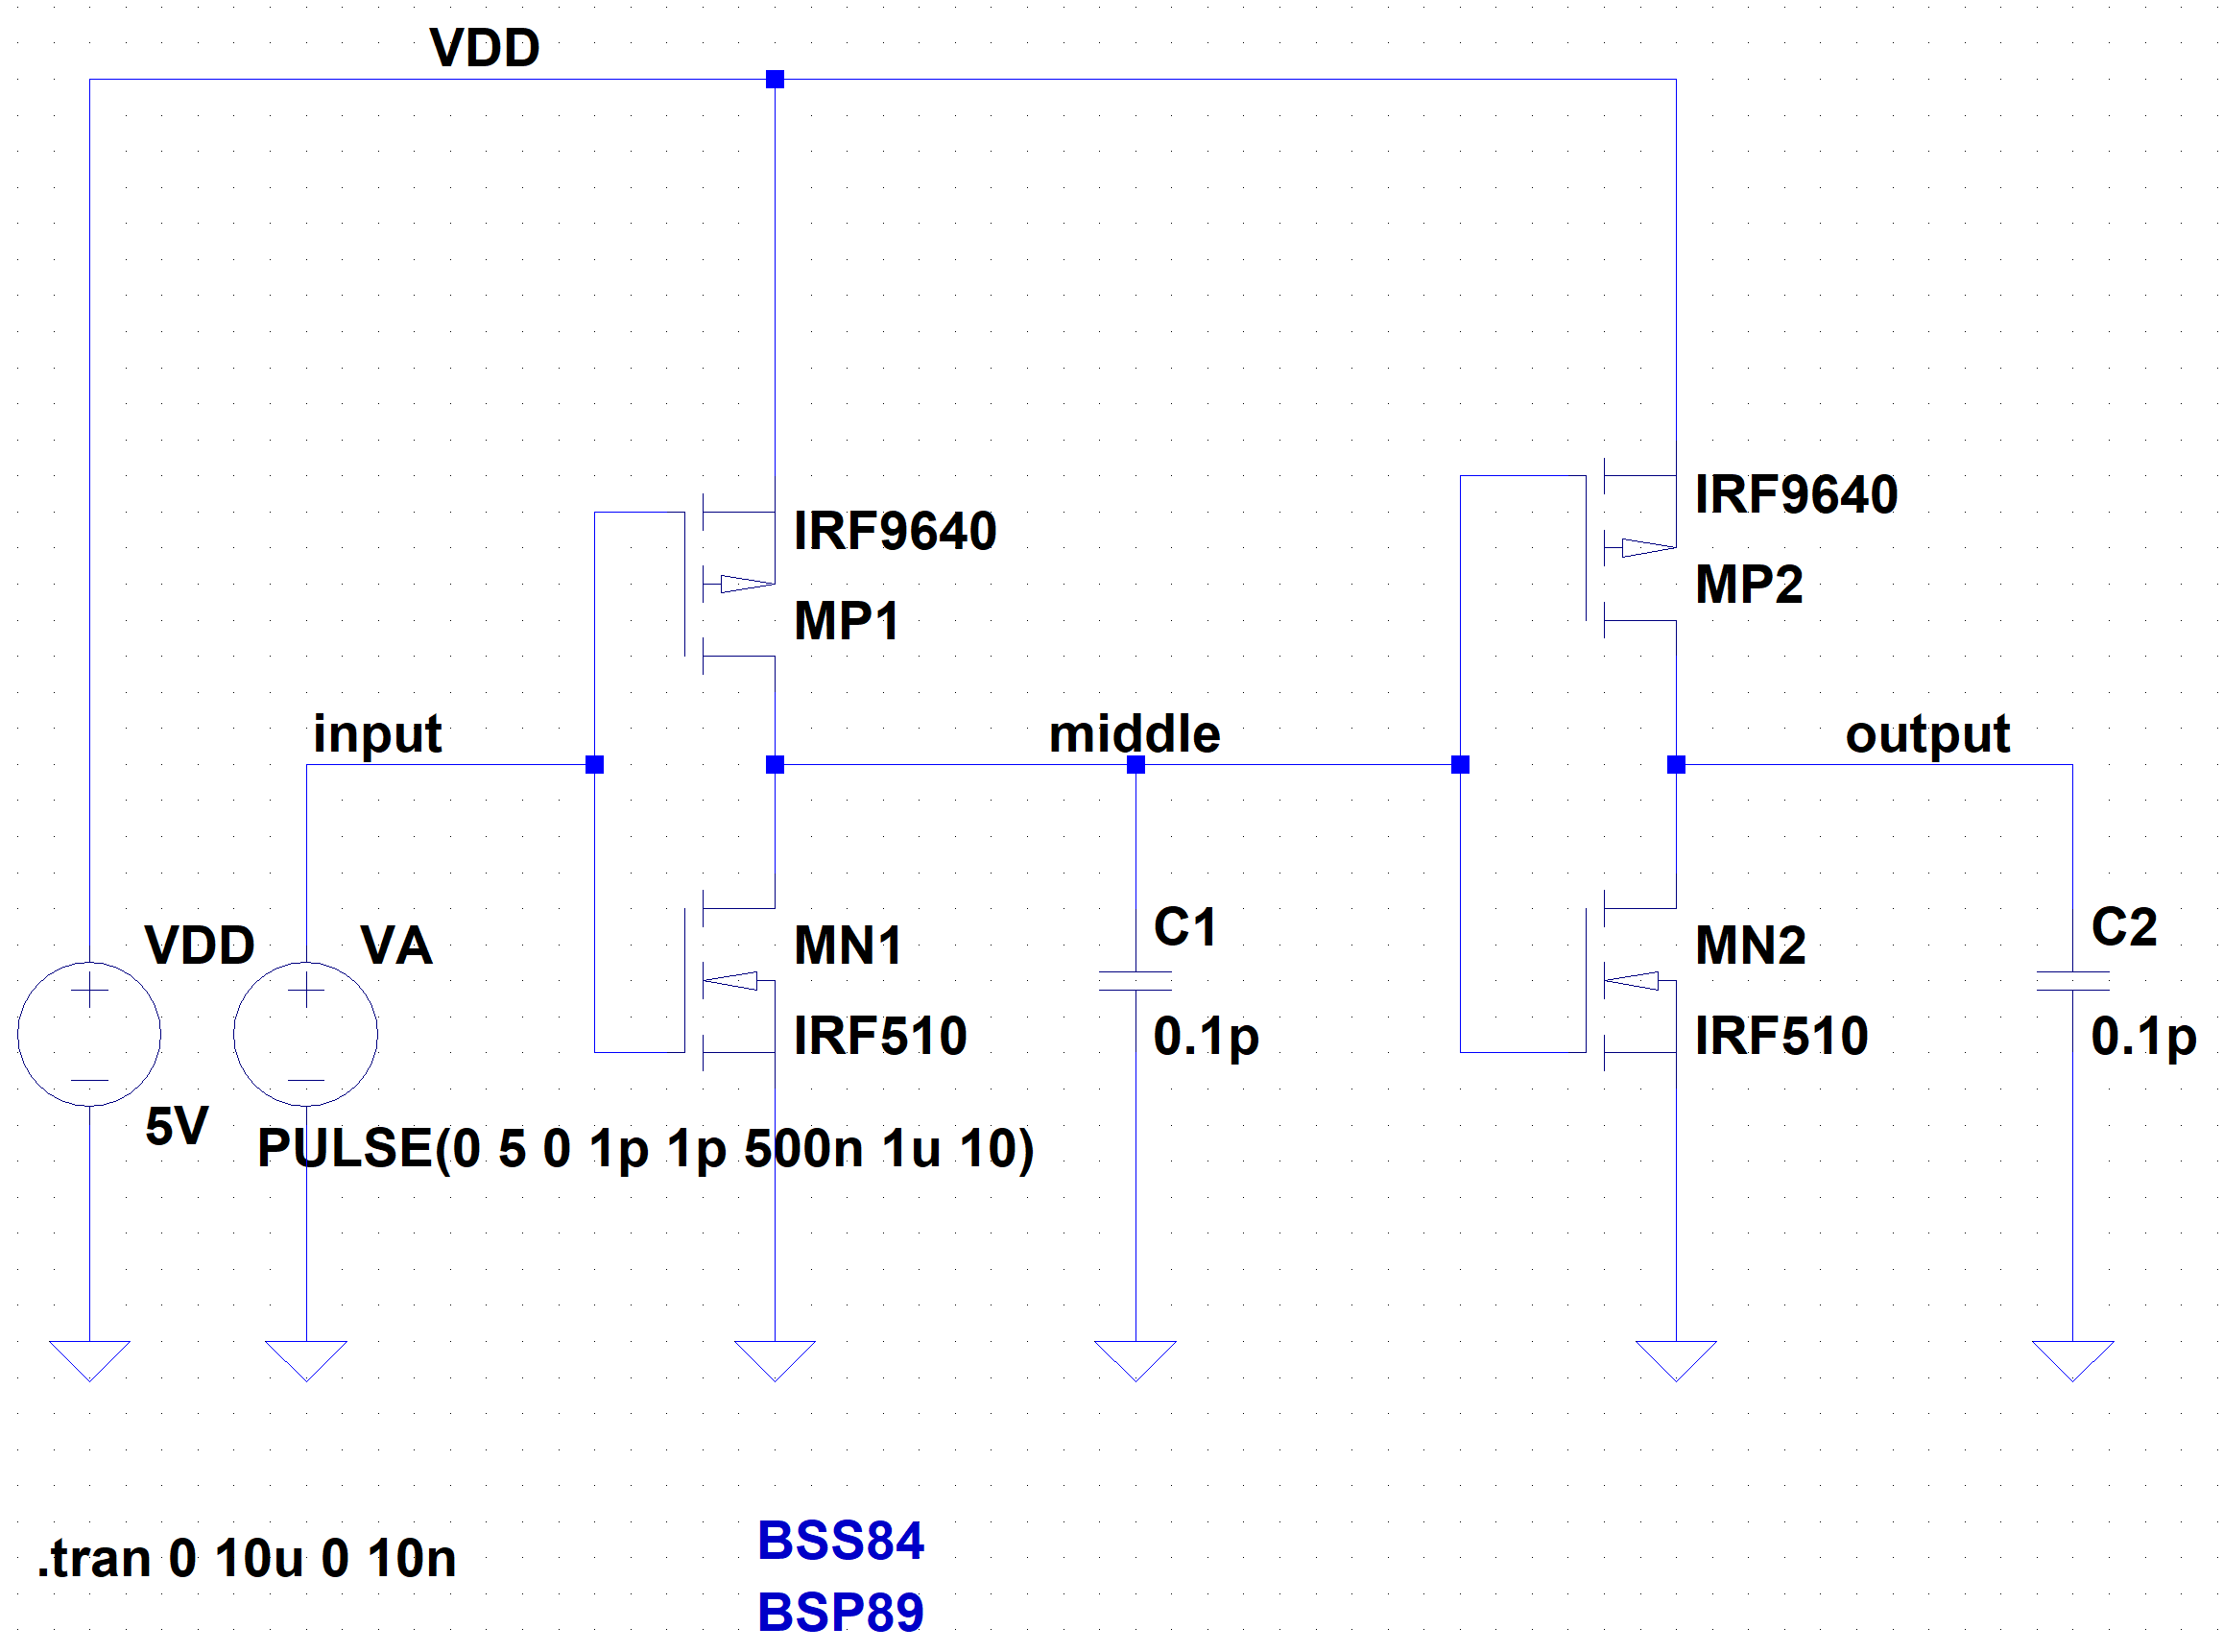 VDD
IRF9640
MP1
IRF9640
MP2
input
middle
output
VDD
5V
VA
PULSE(0 5 0 1p 1p 500n 1u 10)
MN1
IRF510
C1
0.1p
MN2
IRF510
C2
0.1p
.tran 0 10u 0 10n
BSS84
BSP89